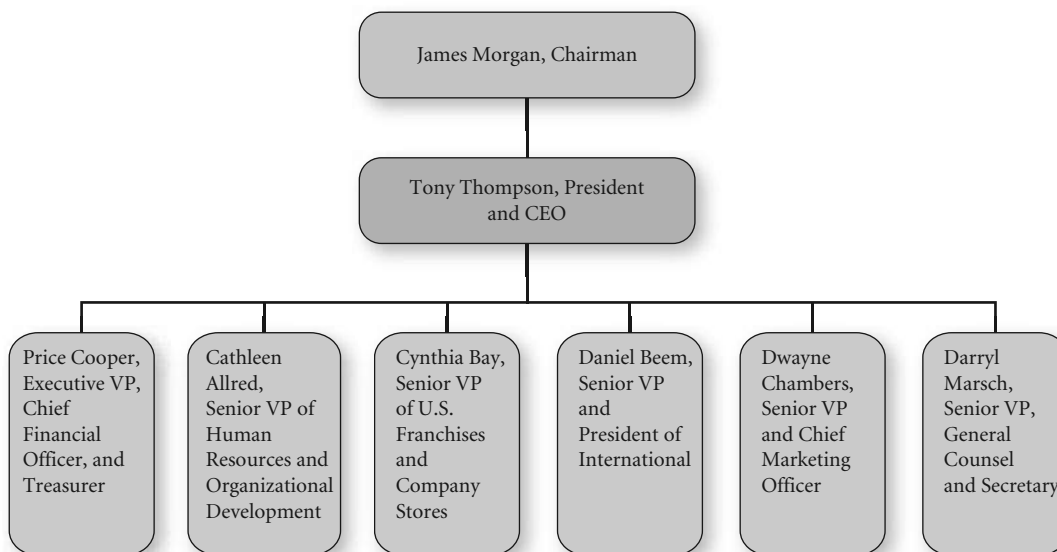 James Morgan, Chairman
Tony Thompson, President
and CEO
Price Cooper,
Executive VP,
Chief
Financial
Officer, and
Treasurer
Cathleen
Allred,
Senior VP of
Human
Resources and
Organizational
Development
Cynthia Bay,
Senior VP
of U.S.
Franchises
and
Company
Stores
Daniel Beem,
Senior VP
and
President of
International
Dwayne
Chambers,
Senior VP
and Chief
Marketing
Officer
Darryl
Marsch,
Senior VP,
General
Counsel
and Secretary